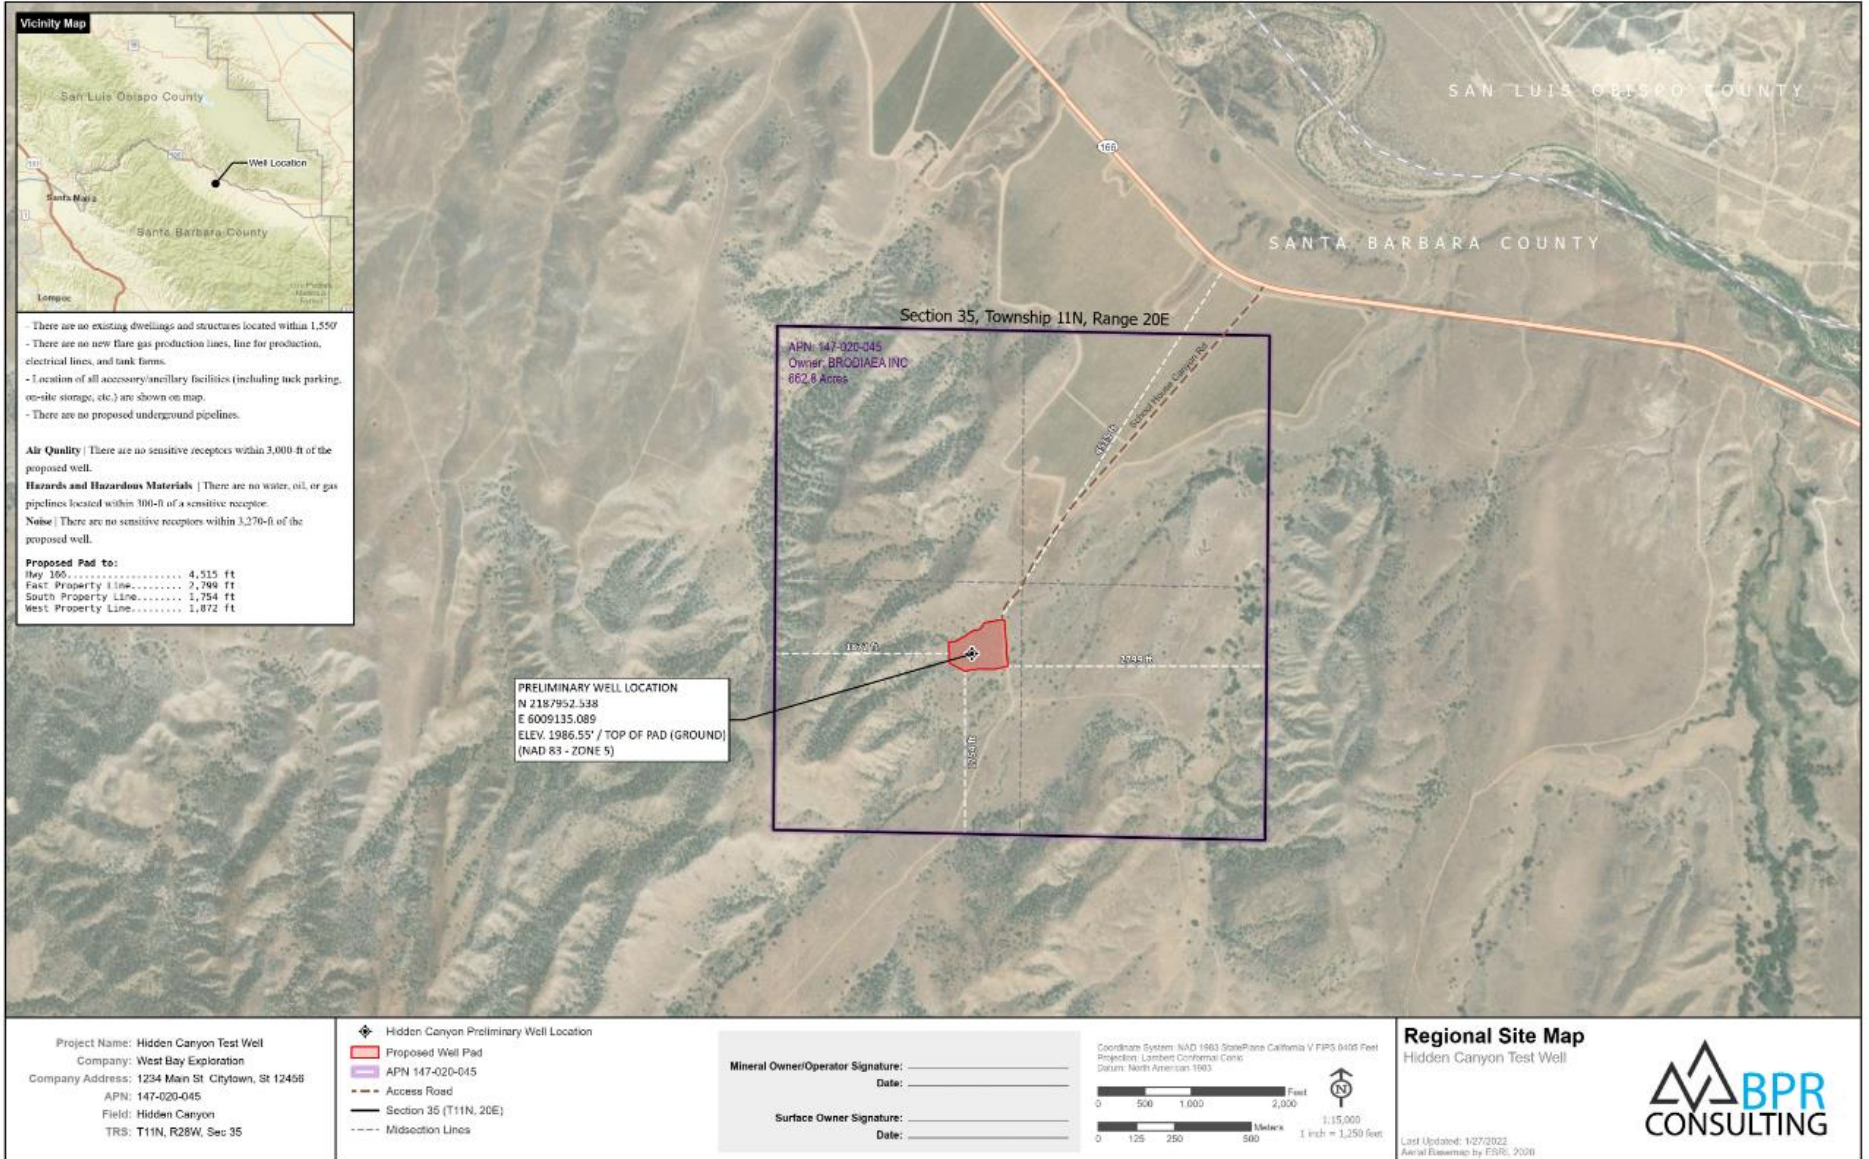 Vicinity Map
San Luis Obispo County
Well Location
Santa Maria
Santa Barbara County
Lompoc
- There are no existing dwellings and structures located within 1,550'
- There are no new flare gas production lines, line for production,
electrical lines, and tank farms.
- Location of all accessory/ancillary facilities (including tuck parking,
on-site storage, etc.) are shown on map.
- There are no proposed underground pipelines.
Air Quality | There are no sensitive receptors within 3,000-ft of the
proposed well.
Hazards and Hazardous Materials | There are no water, oil, or gas
pipelines located within 300-ft of a sensitive receptor.
Noise | There are no sensitive receptors within 3,270-ft of the
proposed well.
Proposed Pad to:
Hwy 166................... 4,515 ft
East Property Line......... 2,799 ft
South Property Line........ 1,754 ft
West Property Line......... 1,872 ft
SAN LUIS OBISPO COUNTY
166
SANTA BARBARA COUNTY
Section 35, Township 11N, Range 20E
APN: 147-020-045
Owner: BRODIAEA INC
662.8 Acres
School House Canyon Rd
4515 ft
1872 ft
2799 ft
1754 ft
PRELIMINARY WELL LOCATION
N 2187952.538
E 6009135.089
ELEV. 1986.55' / TOP OF PAD (GROUND)
(NAD 83 - ZONE 5)
Project Name: Hidden Canyon Test Well
Company: West Bay Exploration
Company Address: 1234 Main St Citytown, St 12456
APN: 147-020-045
Field: Hidden Canyon
TRS: T11N, R28W, Sec 35
Hidden Canyon Preliminary Well Location
Proposed Well Pad
APN 147-020-045
Access Road
Section 35 (T11N, 20E)
Midsection Lines
Mineral Owner/Operator Signature:
Date:
Surface Owner Signature:
Date:
Coordinate System: NAD 1983 StatePlane California V FIPS 0405 Feet
Projection: Lambert Conformal Conic
Datum: North American 1983
Feet
0 500 1,000 2,000
Meters
0 125 250 500
N
1:15,000
1 inch = 1,250 feet
Regional Site Map
Hidden Canyon Test Well
Last Updated: 1/27/2022
Aerial Basemap by ESRI, 2020
BPR
CONSULTING